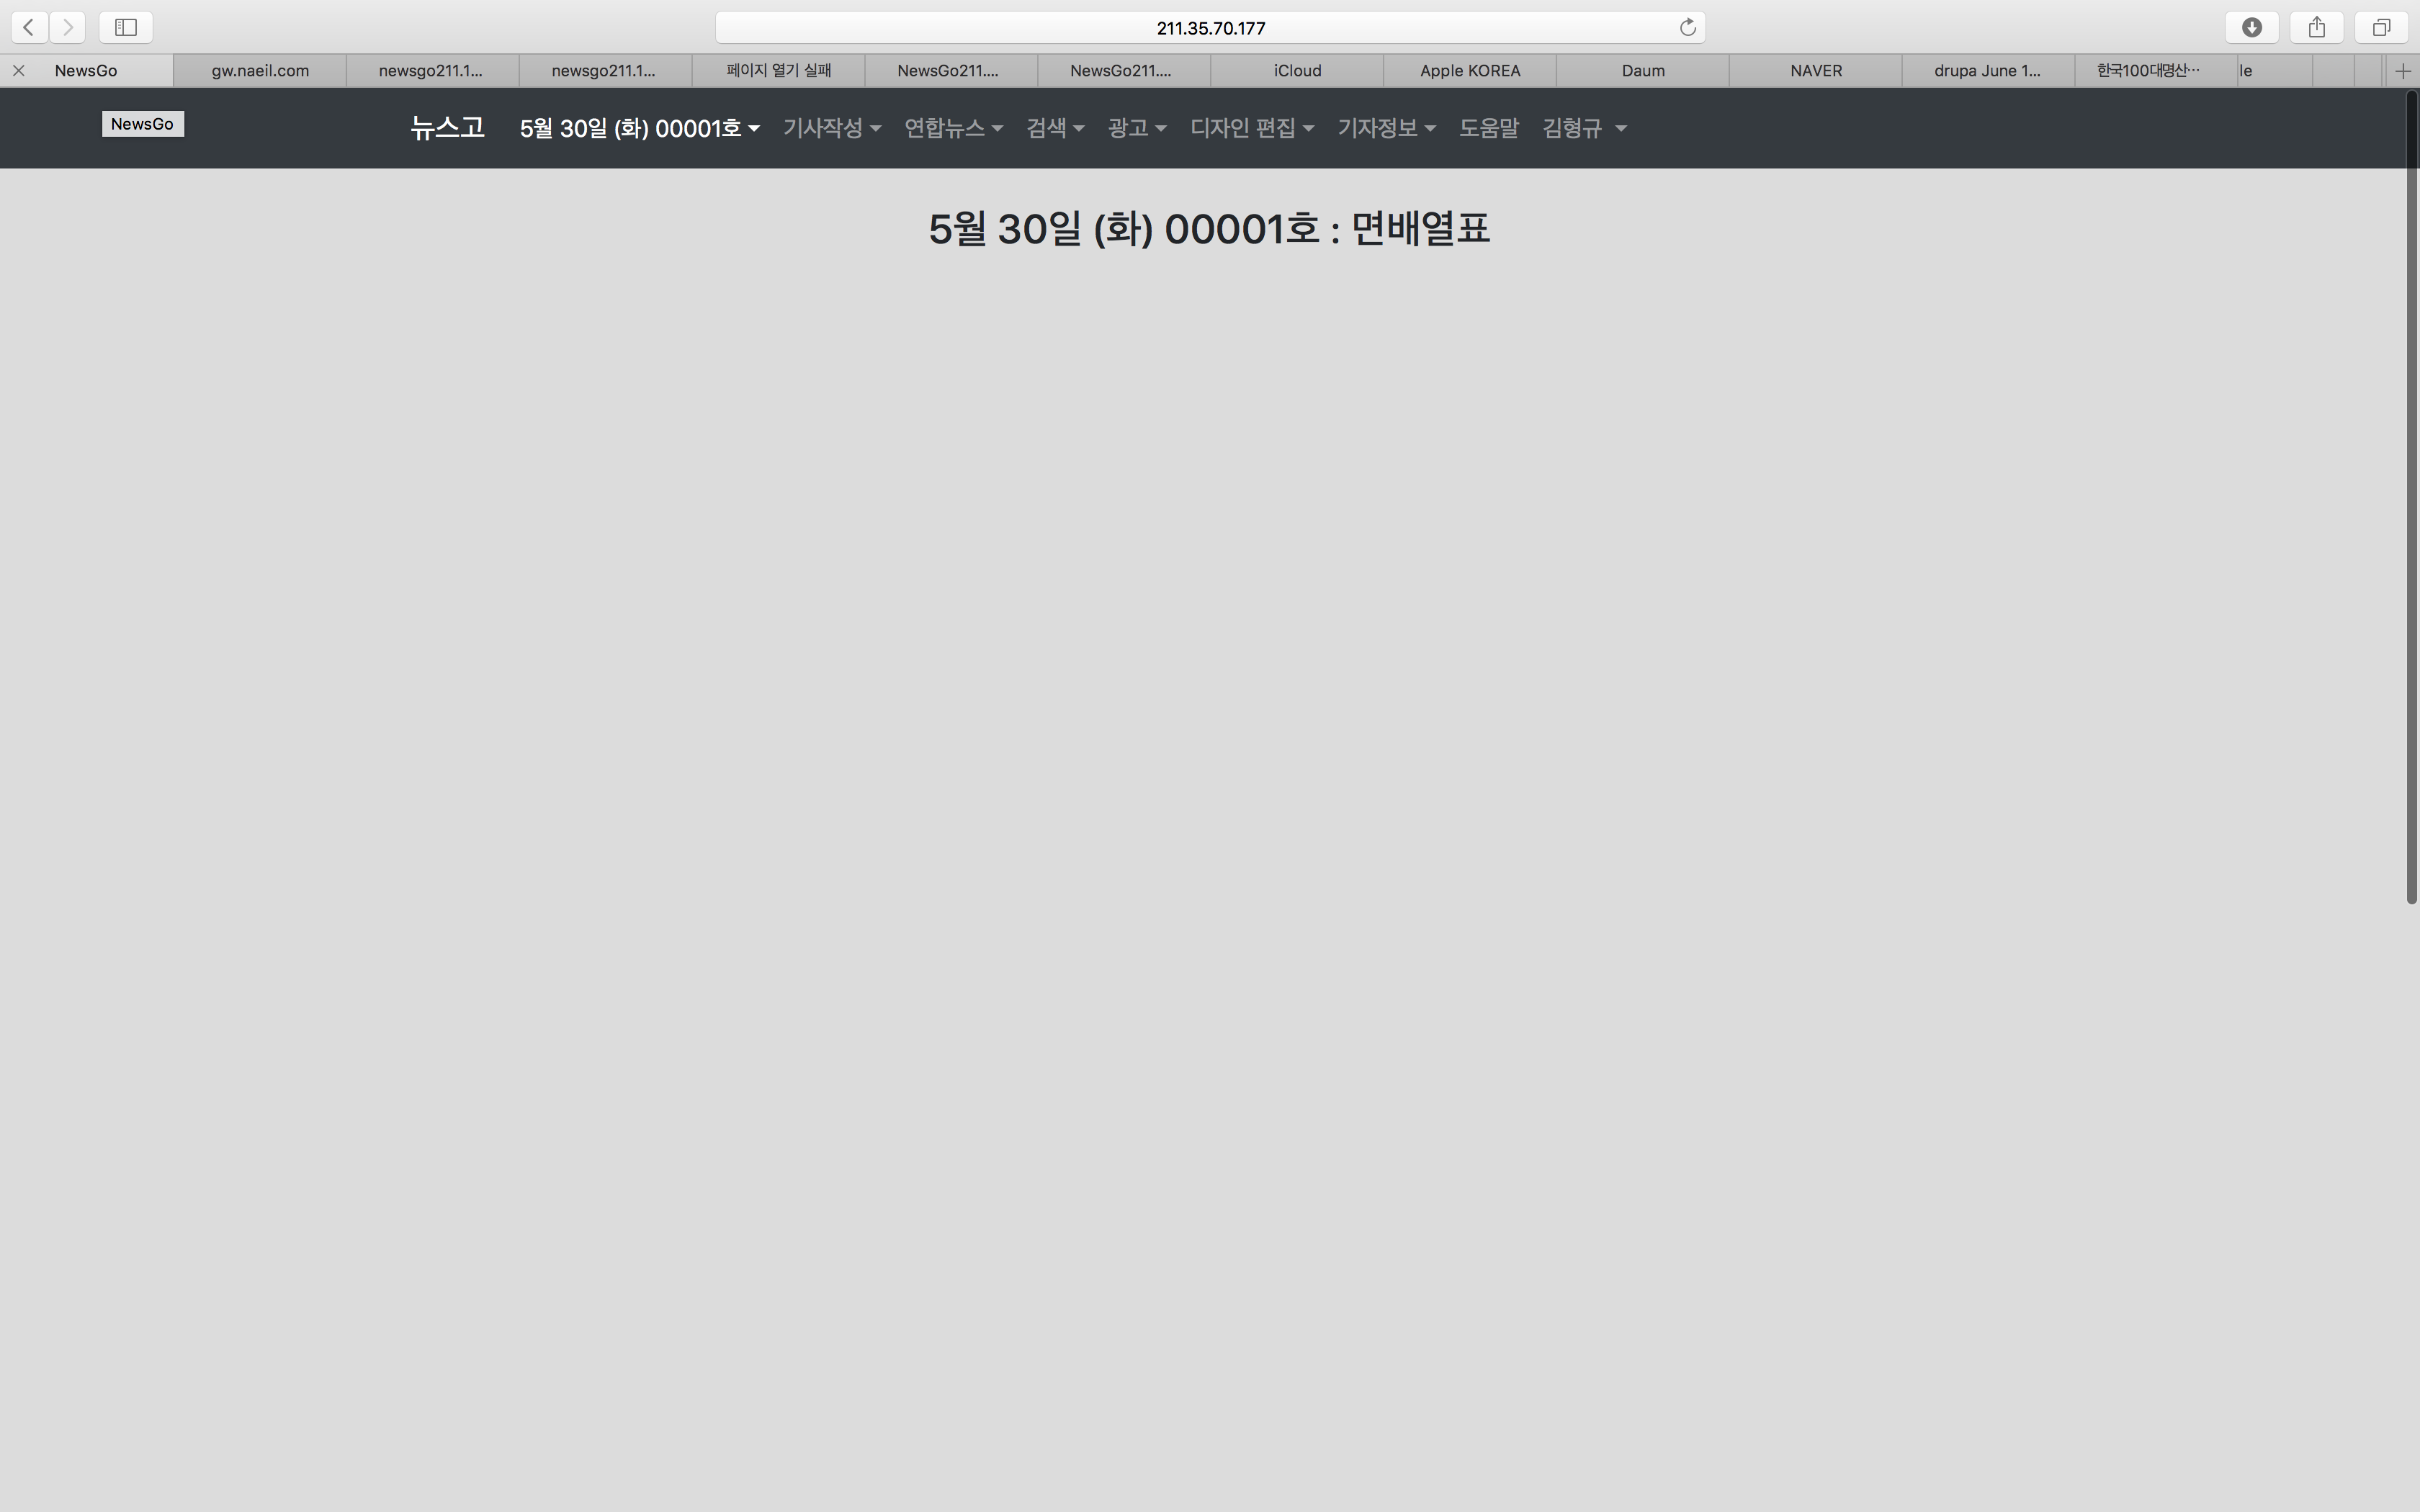 211.35.70.177
NewsGo
gw.naeil.com
newsgo211.1...
newsgo211.1...
페이지 열기 실패
NewsGo211....
NewsGo211....
iCloud
Apple KOREA
Daum
NAVER
drupa June 1...
한국100대명산…
le
NewsGo
뉴스고 5월 30일 (화) 00001호 기사작성 연합뉴스 검색 광고 디자인 편집 기자정보 도움말 김형규
5월 30일 (화) 00001호 : 면배열표